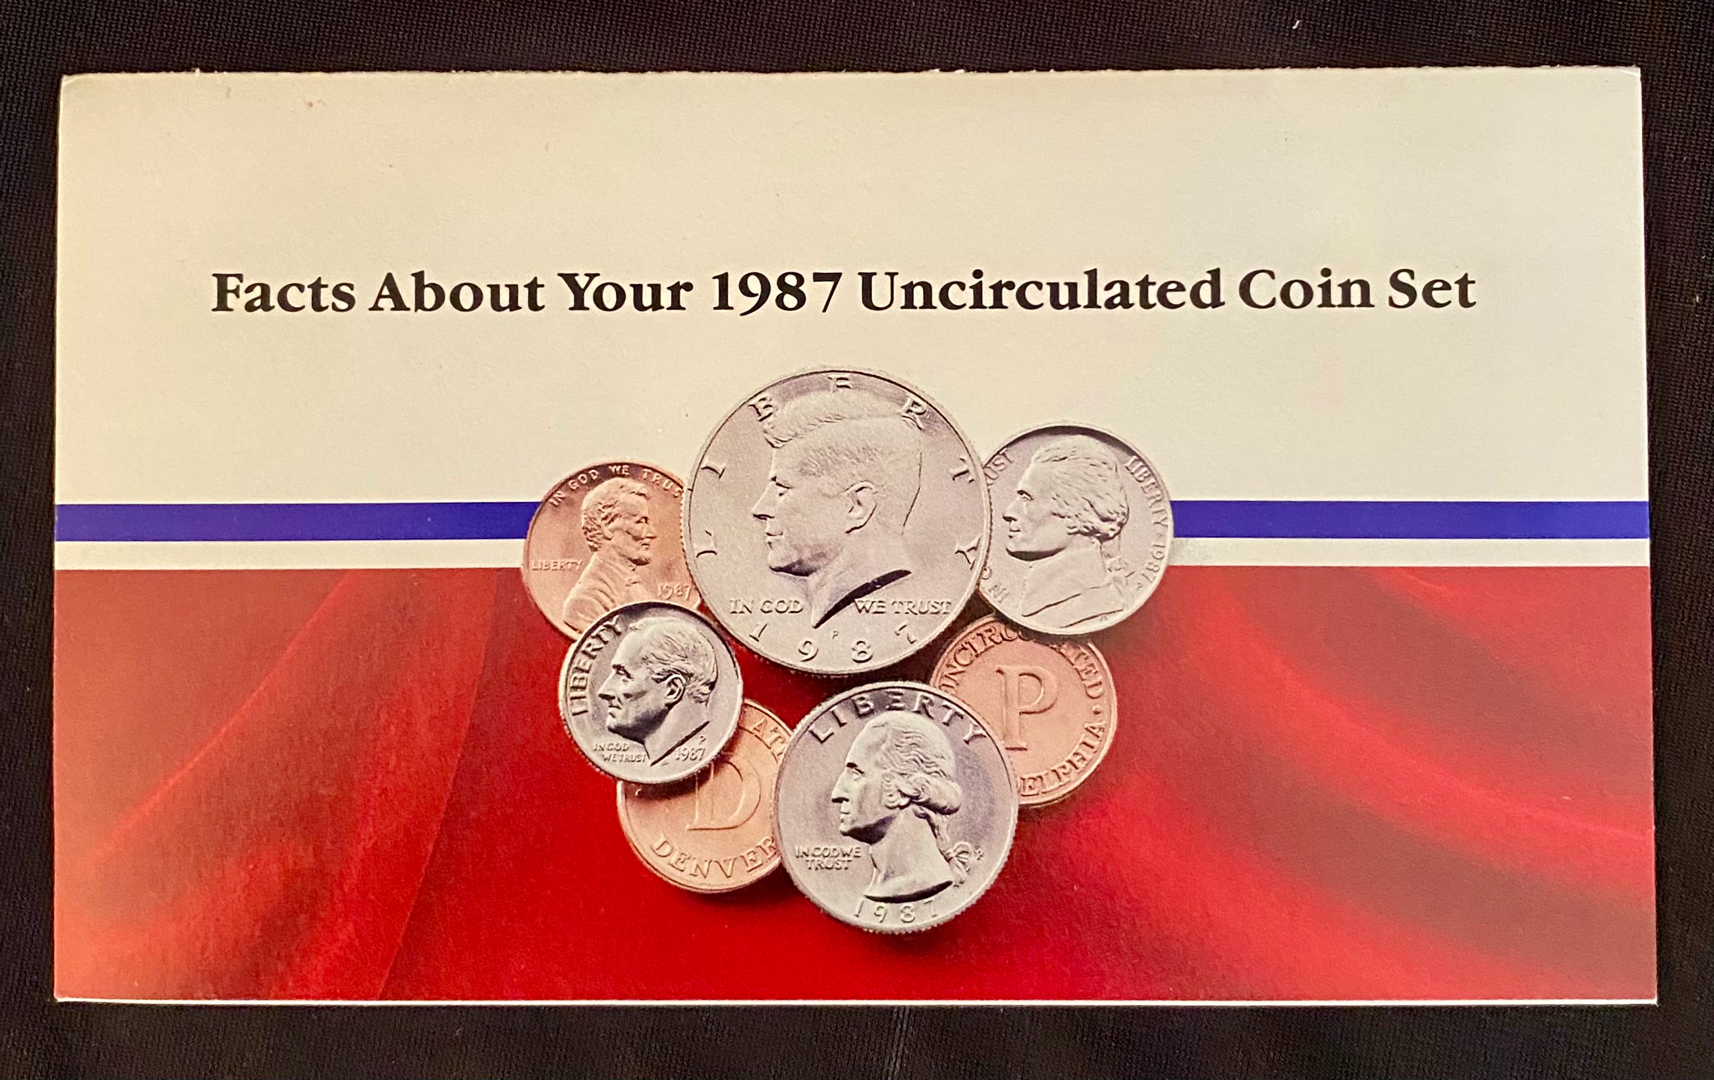 Facts About Your 1987 Uncirculated Coin Set
LIBERTY
IN GOD WE TRUST
P
1987
IN GOD WE TRUST
LIBERTY
1987
LIBERTY · 1987
LIBERTY
IN GOD
WE TRUST
P
1987
P
D
DENVER
LIBERTY
IN GOD WE
TRUST
P
1987